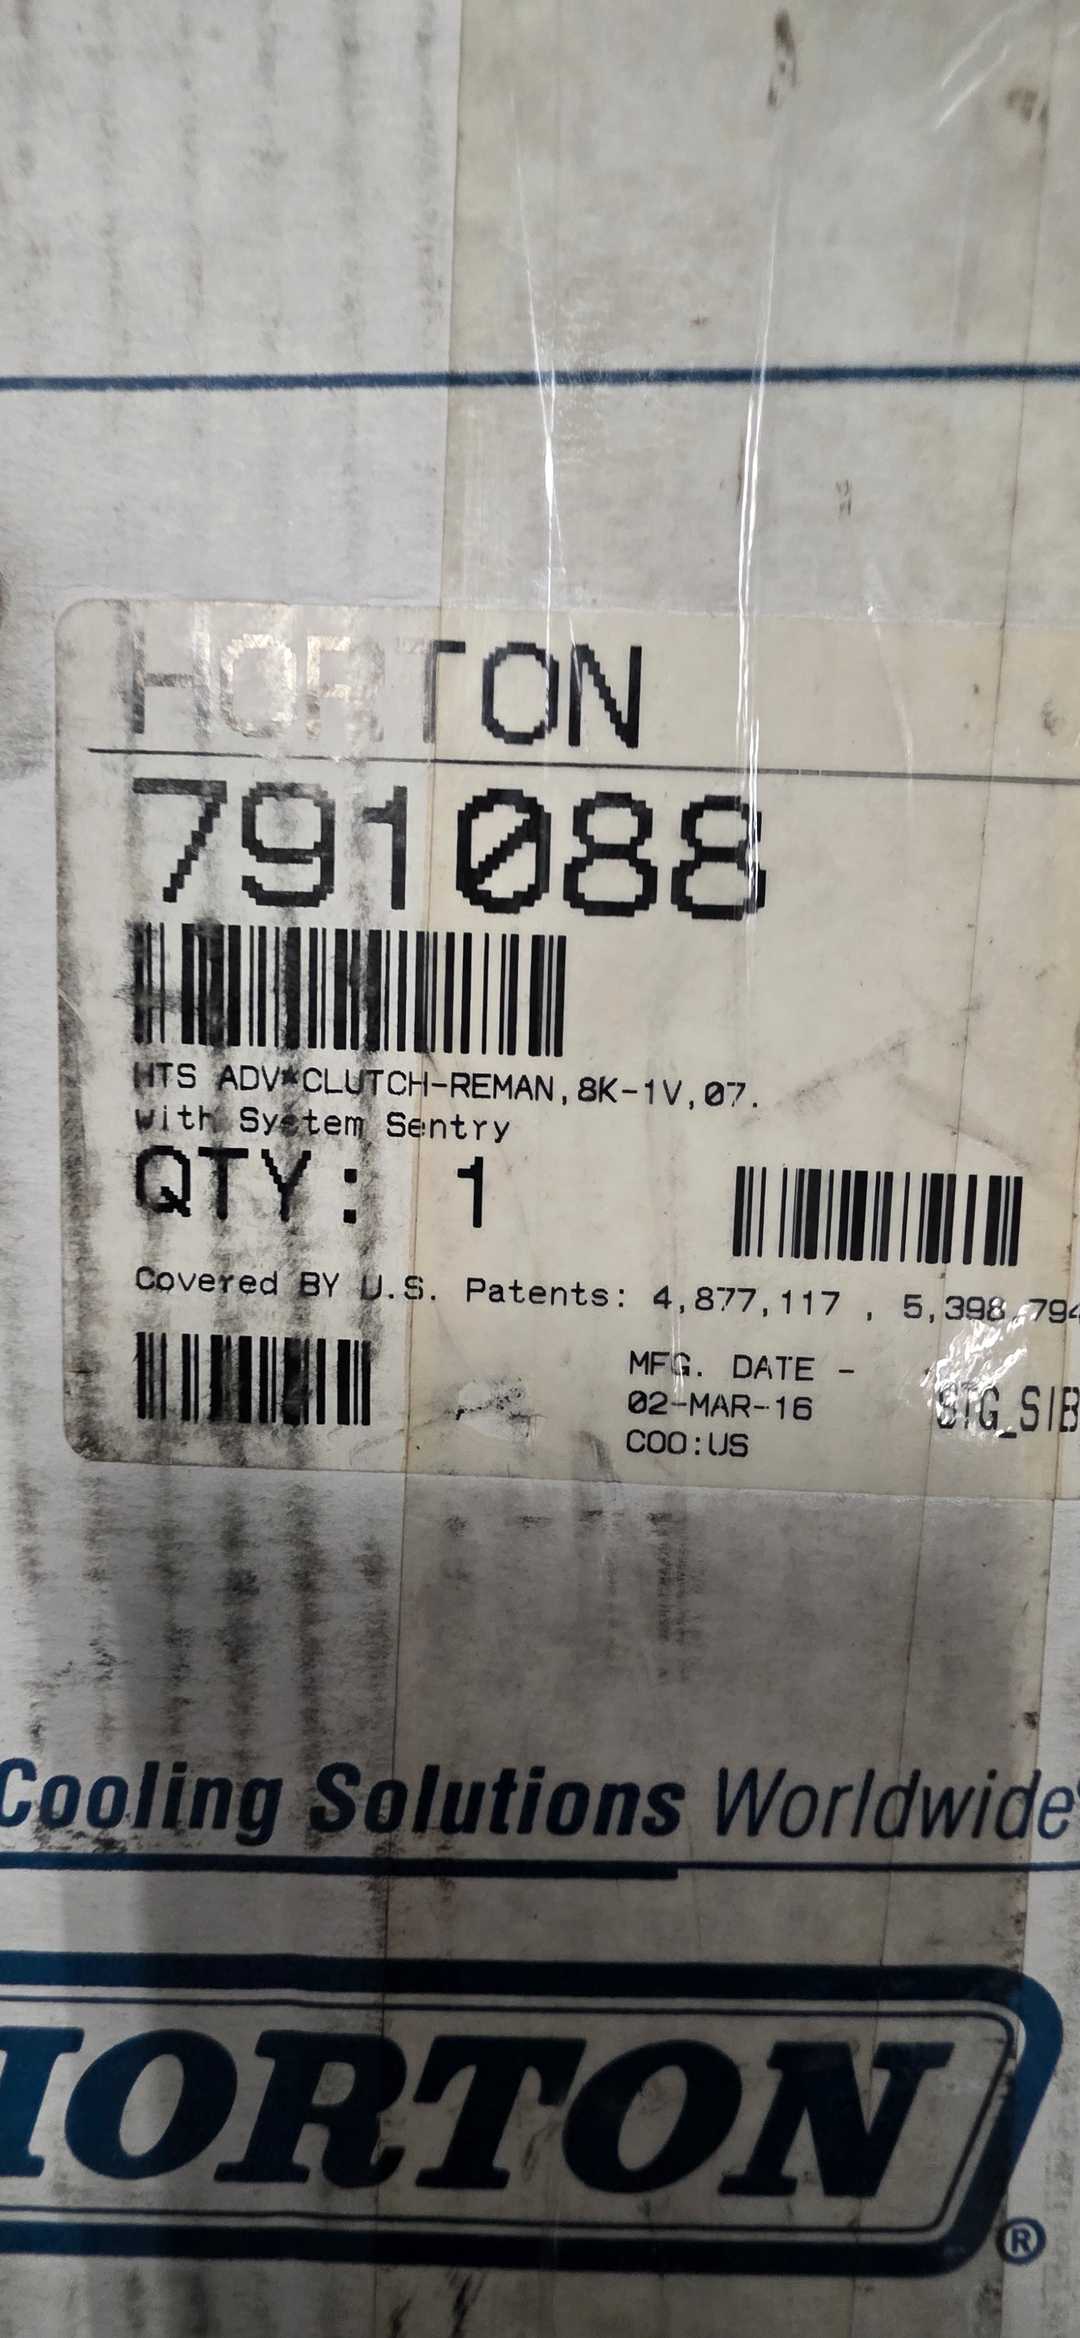 HORTON
791088
HTS ADV*CLUTCH-REMAN,8K-1V,07.
with System Sentry
QTY: 1
Covered BY U.S. Patents: 4,877,117 , 5,398,794
MFG. DATE -
02-MAR-16
STG_SIB
COO:US
Cooling Solutions Worldwide
HORTON®